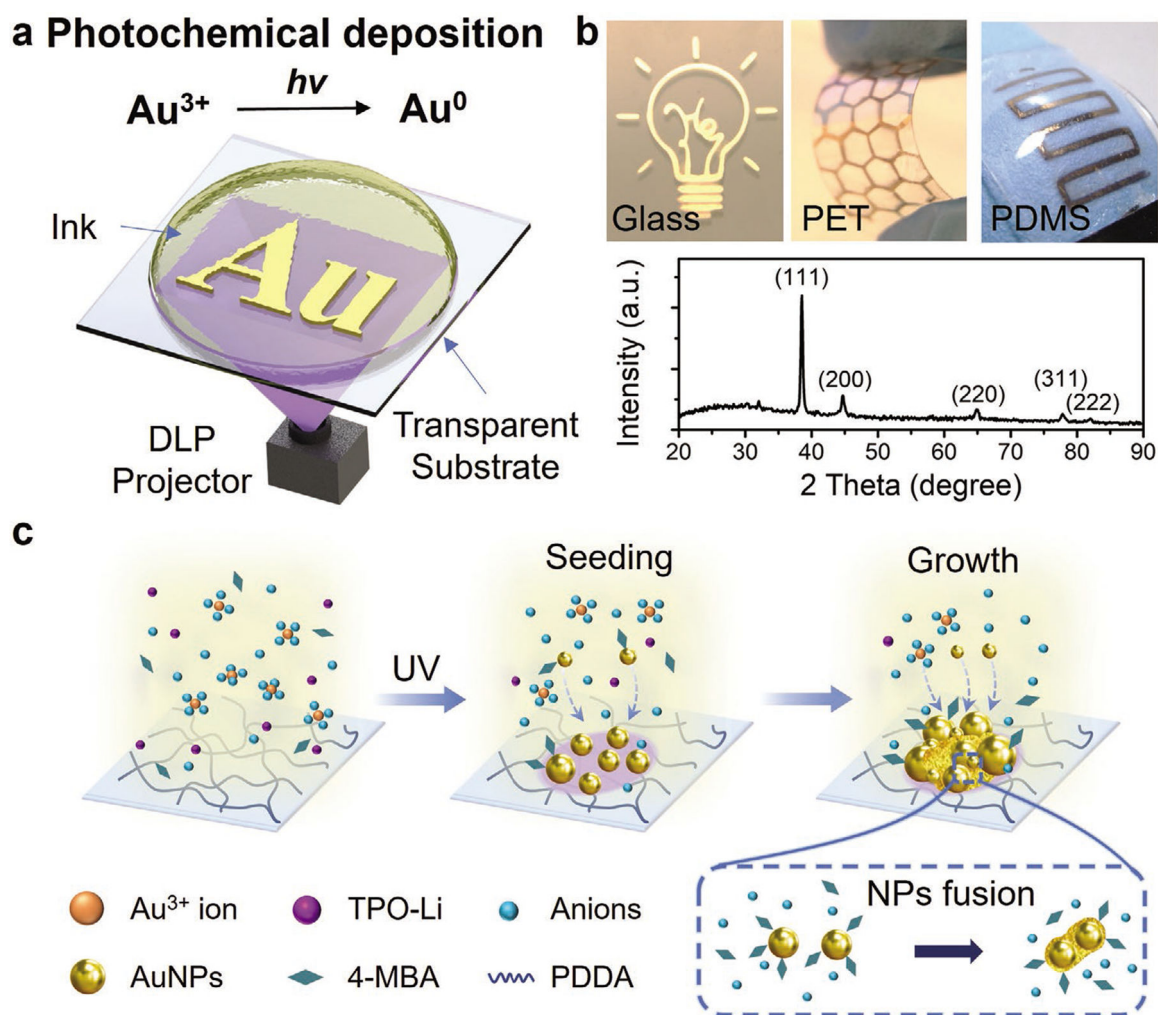 a Photochemical deposition
hv
Au³⁺ Au⁰
Ink
Au
DLP
Projector
Transparent
Substrate
b
Glass
PET
PDMS
Intensity (a.u.)
(111)
(200)
(220)
(311)
(222)
20 30 40 50 60 70 80 90
2 Theta (degree)
c
UV
Seeding
Growth
NPs fusion
Au³⁺ ion
TPO-Li
Anions
AuNPs
4-MBA
PDDA